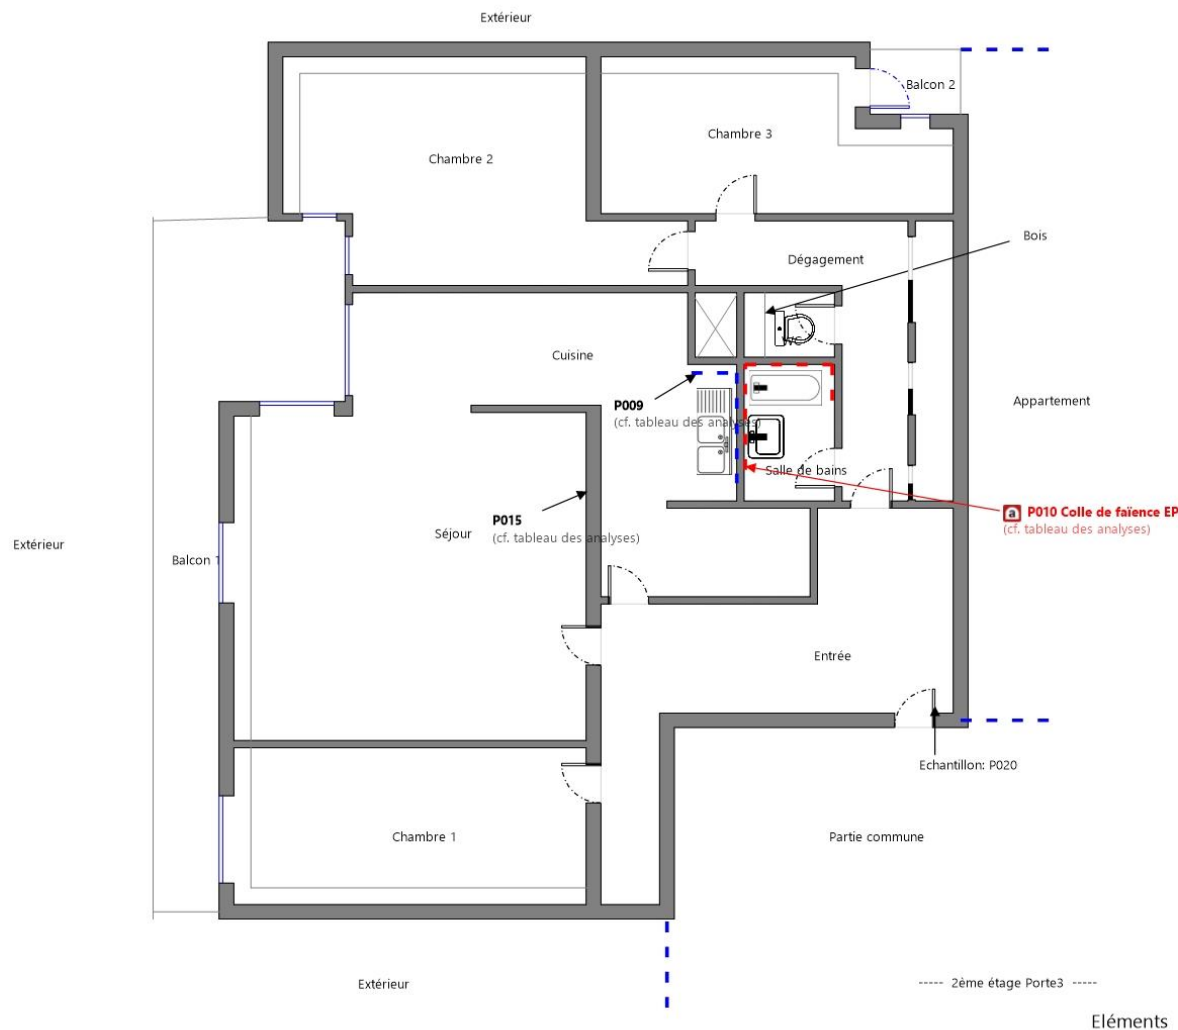 Extérieur
Balcon 2
Chambre 3
Chambre 2
Bois
Dégagement
Cuisine
Appartement
P009
(cf. tableau des analyses)
Salle de bains
a P010 Colle de faïence EP
(cf. tableau des analyses)
P015
(cf. tableau des analyses)
Séjour
Extérieur
Balcon 1
Entrée
Echantillon: P020
Chambre 1
Partie commune
Extérieur
----- 2ème étage Porte3 -----
Eléments